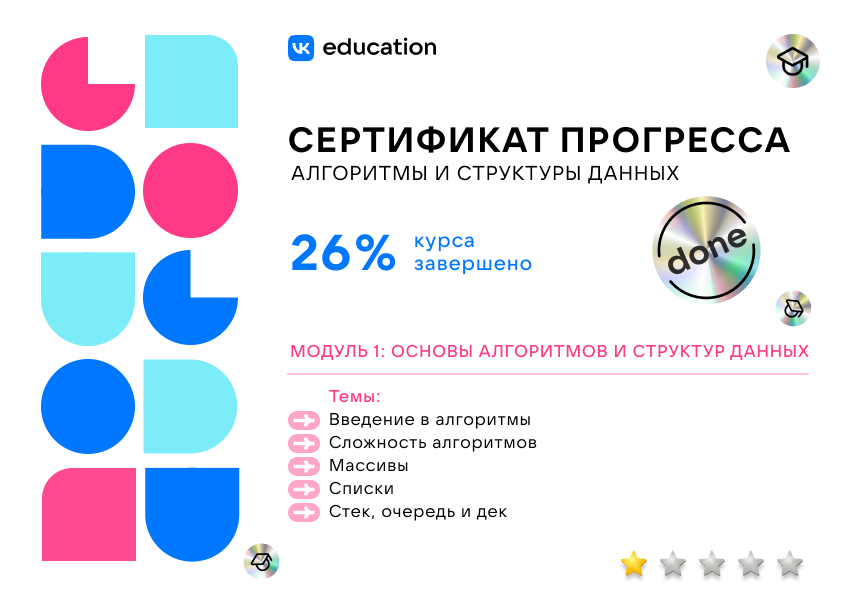 VK education
СЕРТИФИКАТ ПРОГРЕССА
АЛГОРИТМЫ И СТРУКТУРЫ ДАННЫХ
26%
курса
завершено
done
МОДУЛЬ 1: ОСНОВЫ АЛГОРИТМОВ И СТРУКТУР ДАННЫХ
Темы:
Введение в алгоритмы
Сложность алгоритмов
Массивы
Списки
Стек, очередь и дек